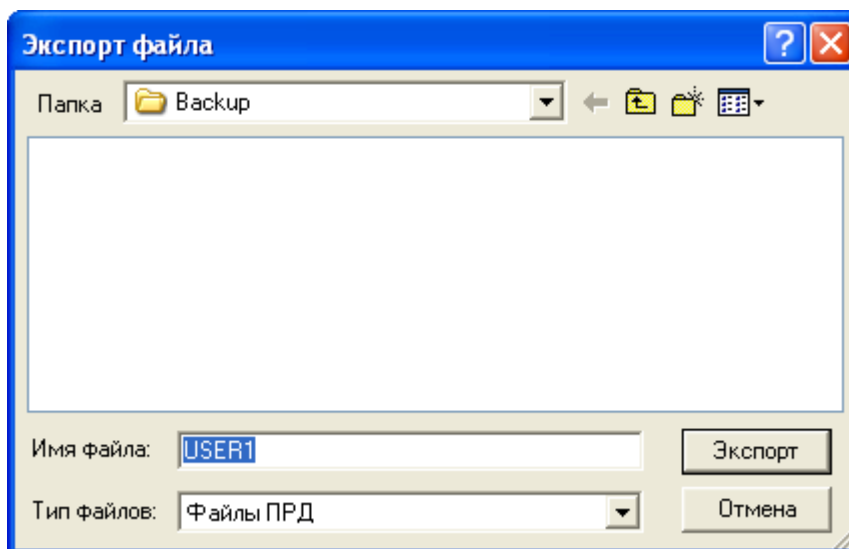 Экспорт файла
Папка Backup
Имя файла: USER1 Экспорт
Тип файлов: Файлы ПРД Отмена